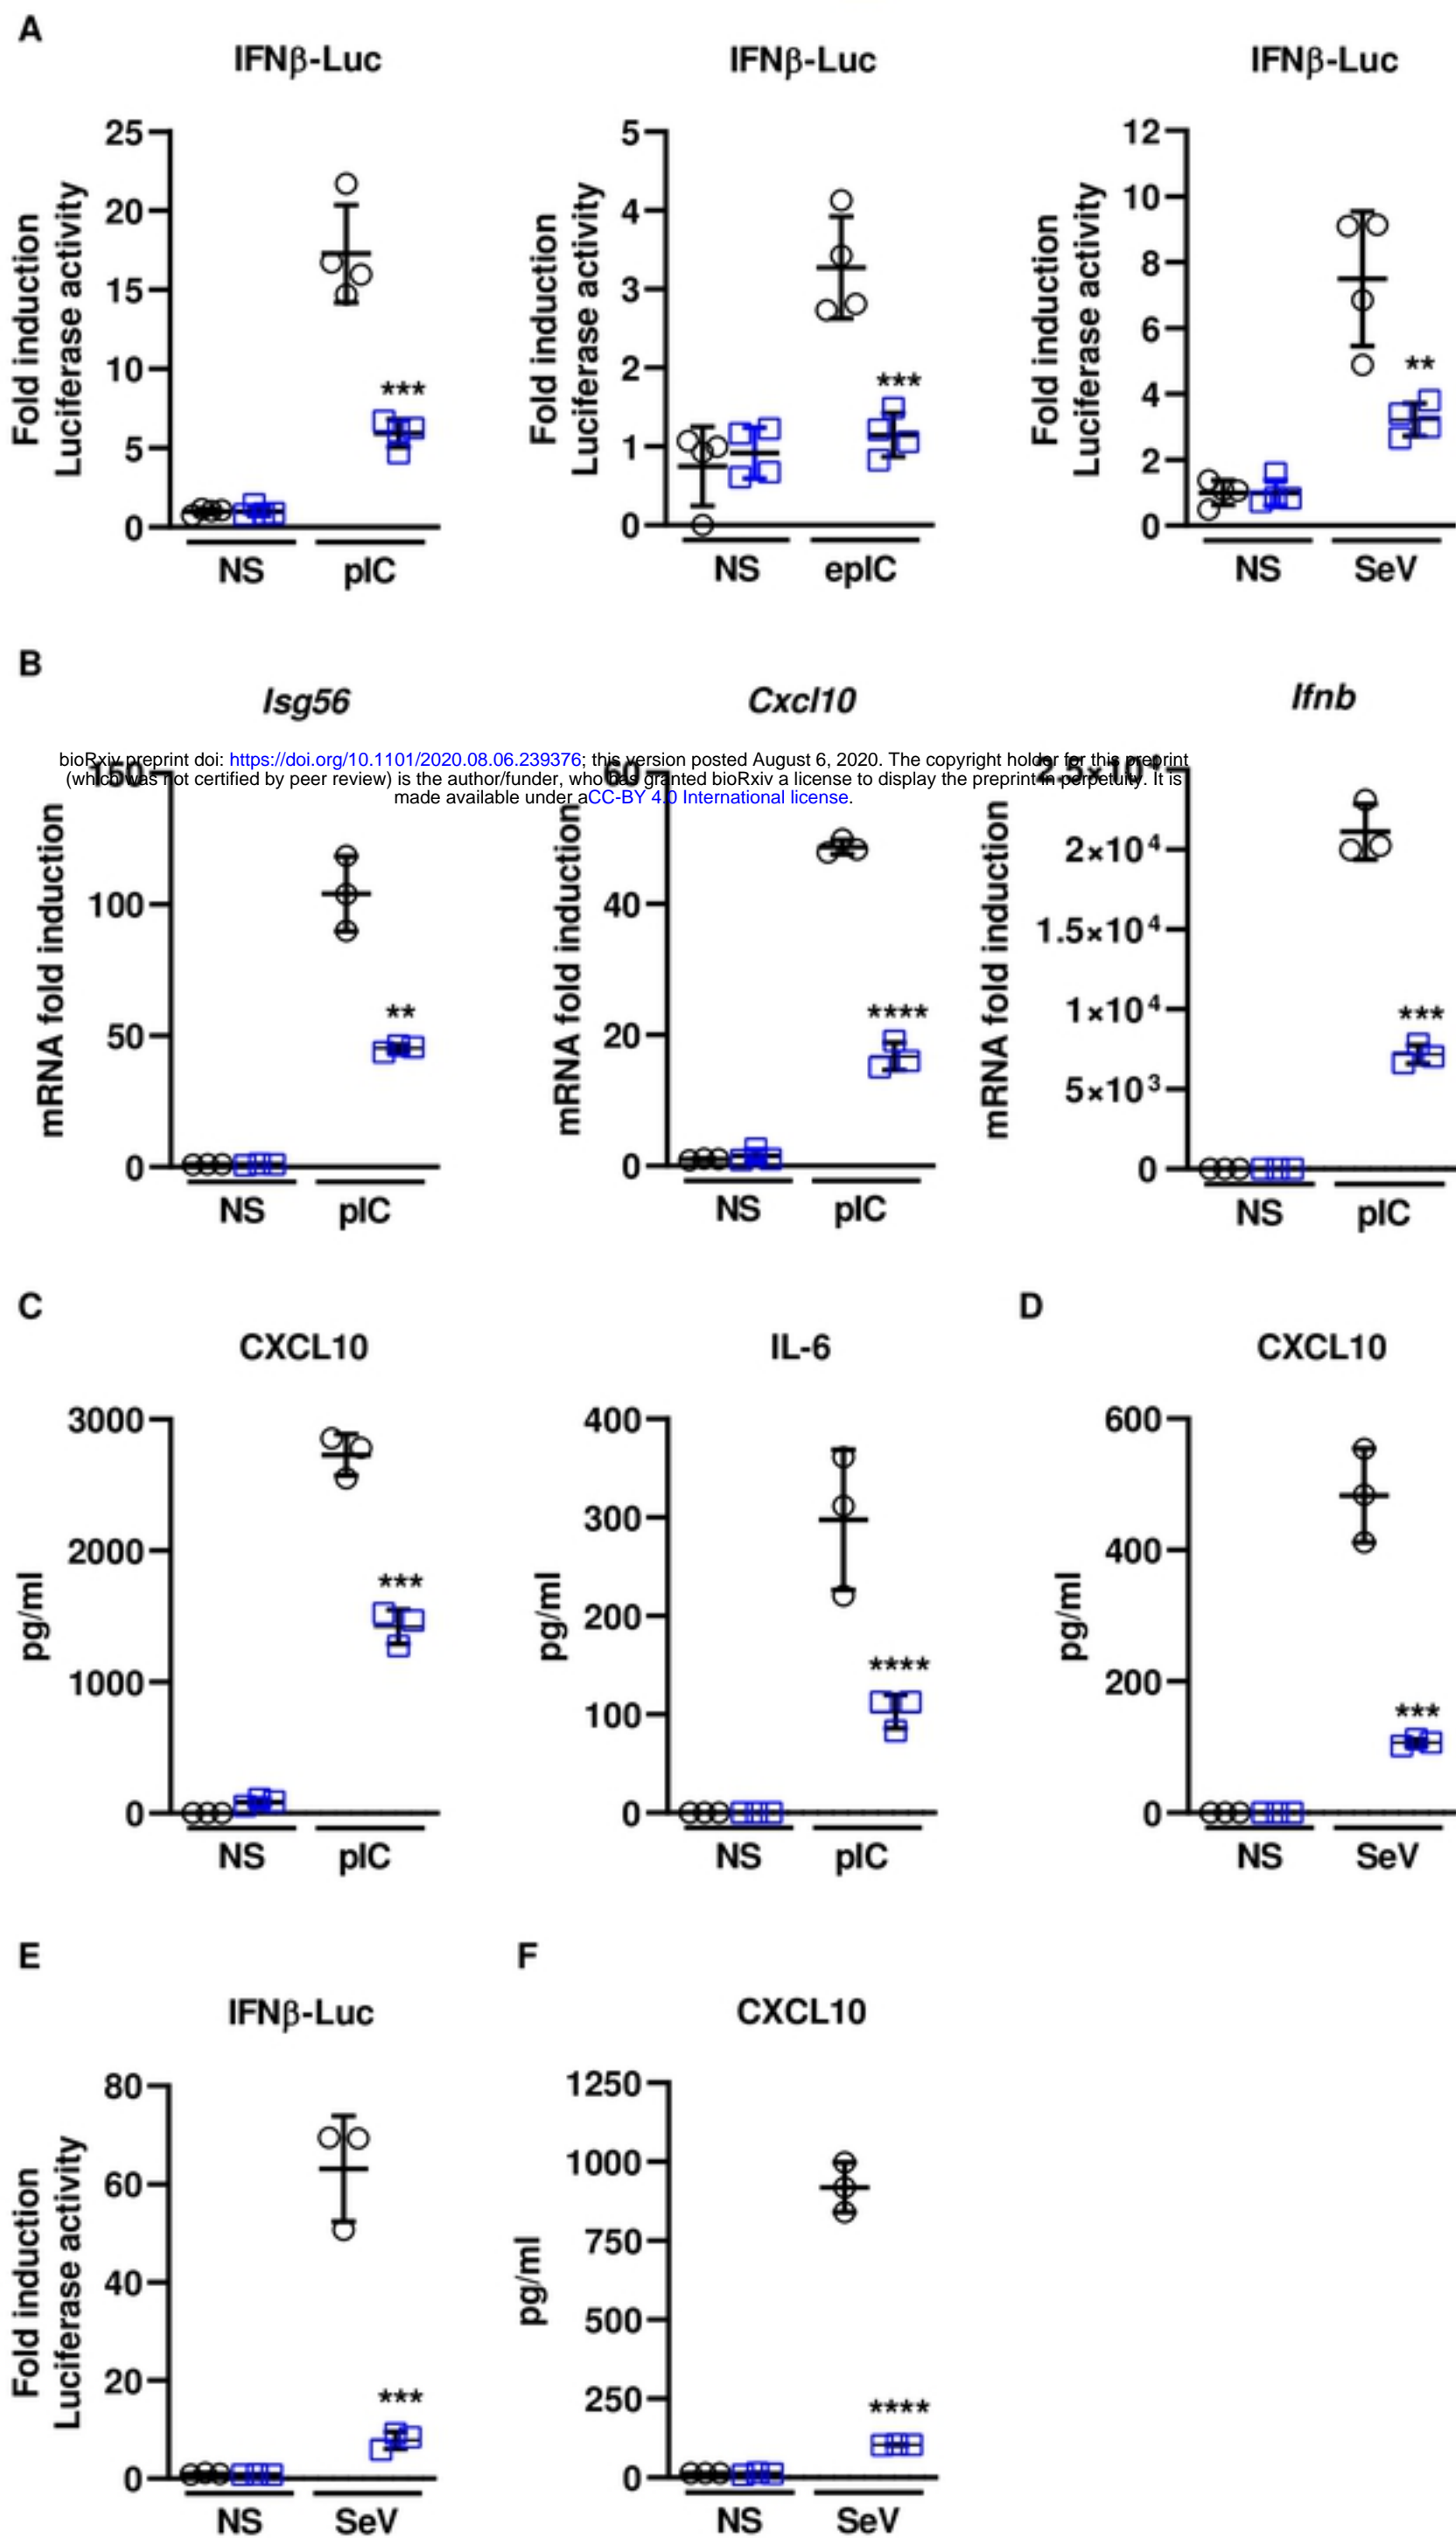 A
IFNβ-Luc
Fold induction
Luciferase activity
25
20
15
10
5
0
***
NS
pIC
IFNβ-Luc
Fold induction
Luciferase activity
5
4
3
2
1
0
***
NS
epIC
IFNβ-Luc
Fold induction
Luciferase activity
12
10
8
6
4
2
0
**
NS
SeV
B
bioRxiv preprint doi: https://doi.org/10.1101/2020.08.06.239376; this version posted August 6, 2020. The copyright holder for this preprint
(which was not certified by peer review) is the author/funder, who has granted bioRxiv a license to display the preprint in perpetuity. It is
made available under aCC-BY 4.0 International license.
Isg56
mRNA fold induction
150
100
50
0
**
NS
pIC
Cxcl10
mRNA fold induction
60
40
20
0
****
NS
pIC
Ifnb
mRNA fold induction
2.5×10⁴
2×10⁴
1.5×10⁴
1×10⁴
5×10³
0
***
NS
pIC
C
CXCL10
pg/ml
3000
2000
1000
0
***
NS
pIC
IL-6
pg/ml
400
300
200
100
0
****
NS
pIC
D
CXCL10
pg/ml
600
400
200
0
***
NS
SeV
E
IFNβ-Luc
Fold induction
Luciferase activity
80
60
40
20
0
***
NS
SeV
F
CXCL10
pg/ml
1250
1000
750
500
250
0
****
NS
SeV